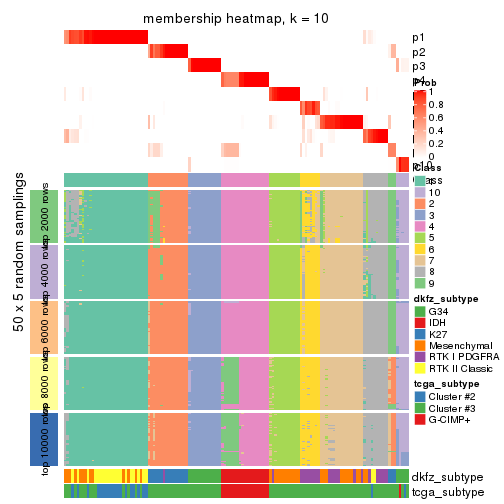 membership heatmap, k = 10
p1
p2
p3
p4
Prob
1
0.8
0.6
0.4
0.2
0
p10
Class
1
10
2
3
4
5
6
7
8
9
50 x 5 random samplings
top 2000 rows
top 4000 rows
top 6000 rows
top 8000 rows
top 10000 rows
dkfz_subtype
G34
IDH
K27
Mesenchymal
RTK I PDGFRA
RTK II Classic
tcga_subtype
Cluster #2
Cluster #3
G-CIMP+
dkfz_subtype
tcga_subtype